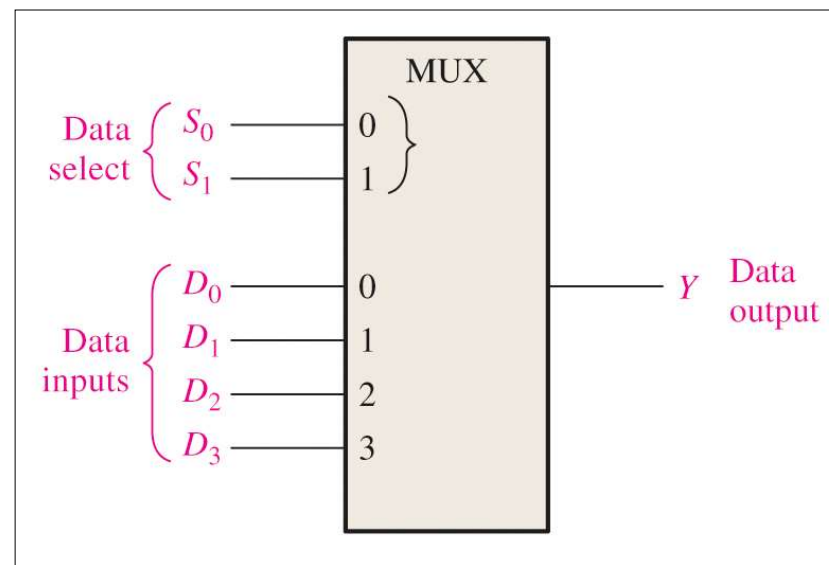 MUX
Data
select
S₀
S₁
0
1
Data
inputs
D₀
D₁
D₂
D₃
0
1
2
3
Y
Data
output